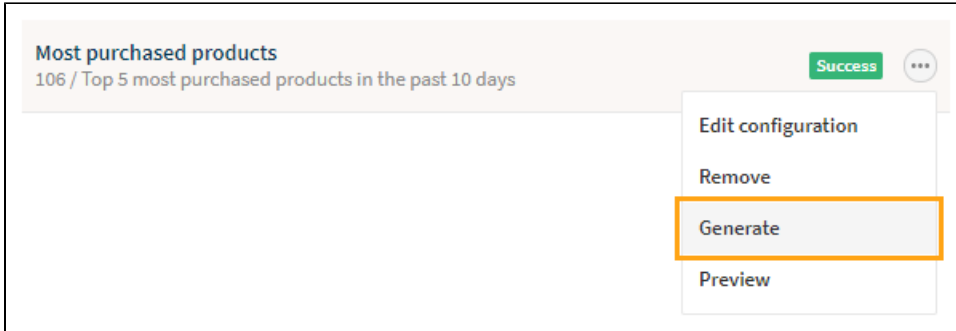 Most purchased products
106 / Top 5 most purchased products in the past 10 days
Success
Edit configuration
Remove
Generate
Preview